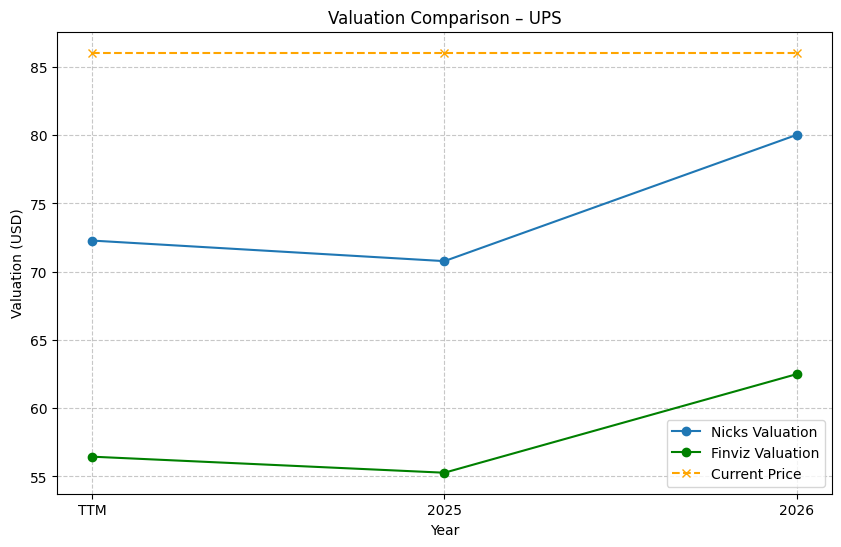 Valuation Comparison – UPS
Valuation (USD)
85
80
75
70
65
60
55
Nicks Valuation
Finviz Valuation
Current Price
TTM
2025
2026
Year